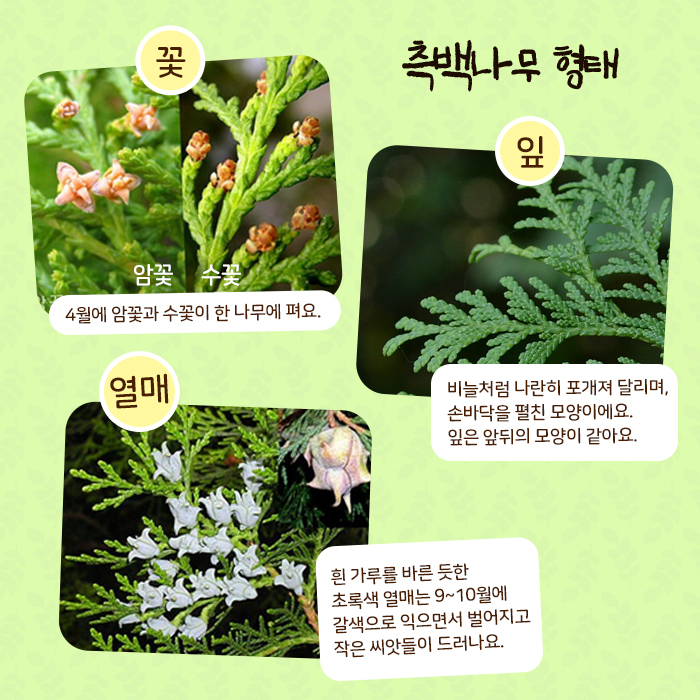 측백나무 형태
꽃
암꽃 수꽃
4월에 암꽃과 수꽃이 한 나무에 펴요.
잎
비늘처럼 나란히 포개져 달리며,
손바닥을 펼친 모양이에요.
잎은 앞뒤의 모양이 같아요.
열매
흰 가루를 바른 듯한
초록색 열매는 9~10월에
갈색으로 익으면서 벌어지고
작은 씨앗들이 드러나요.